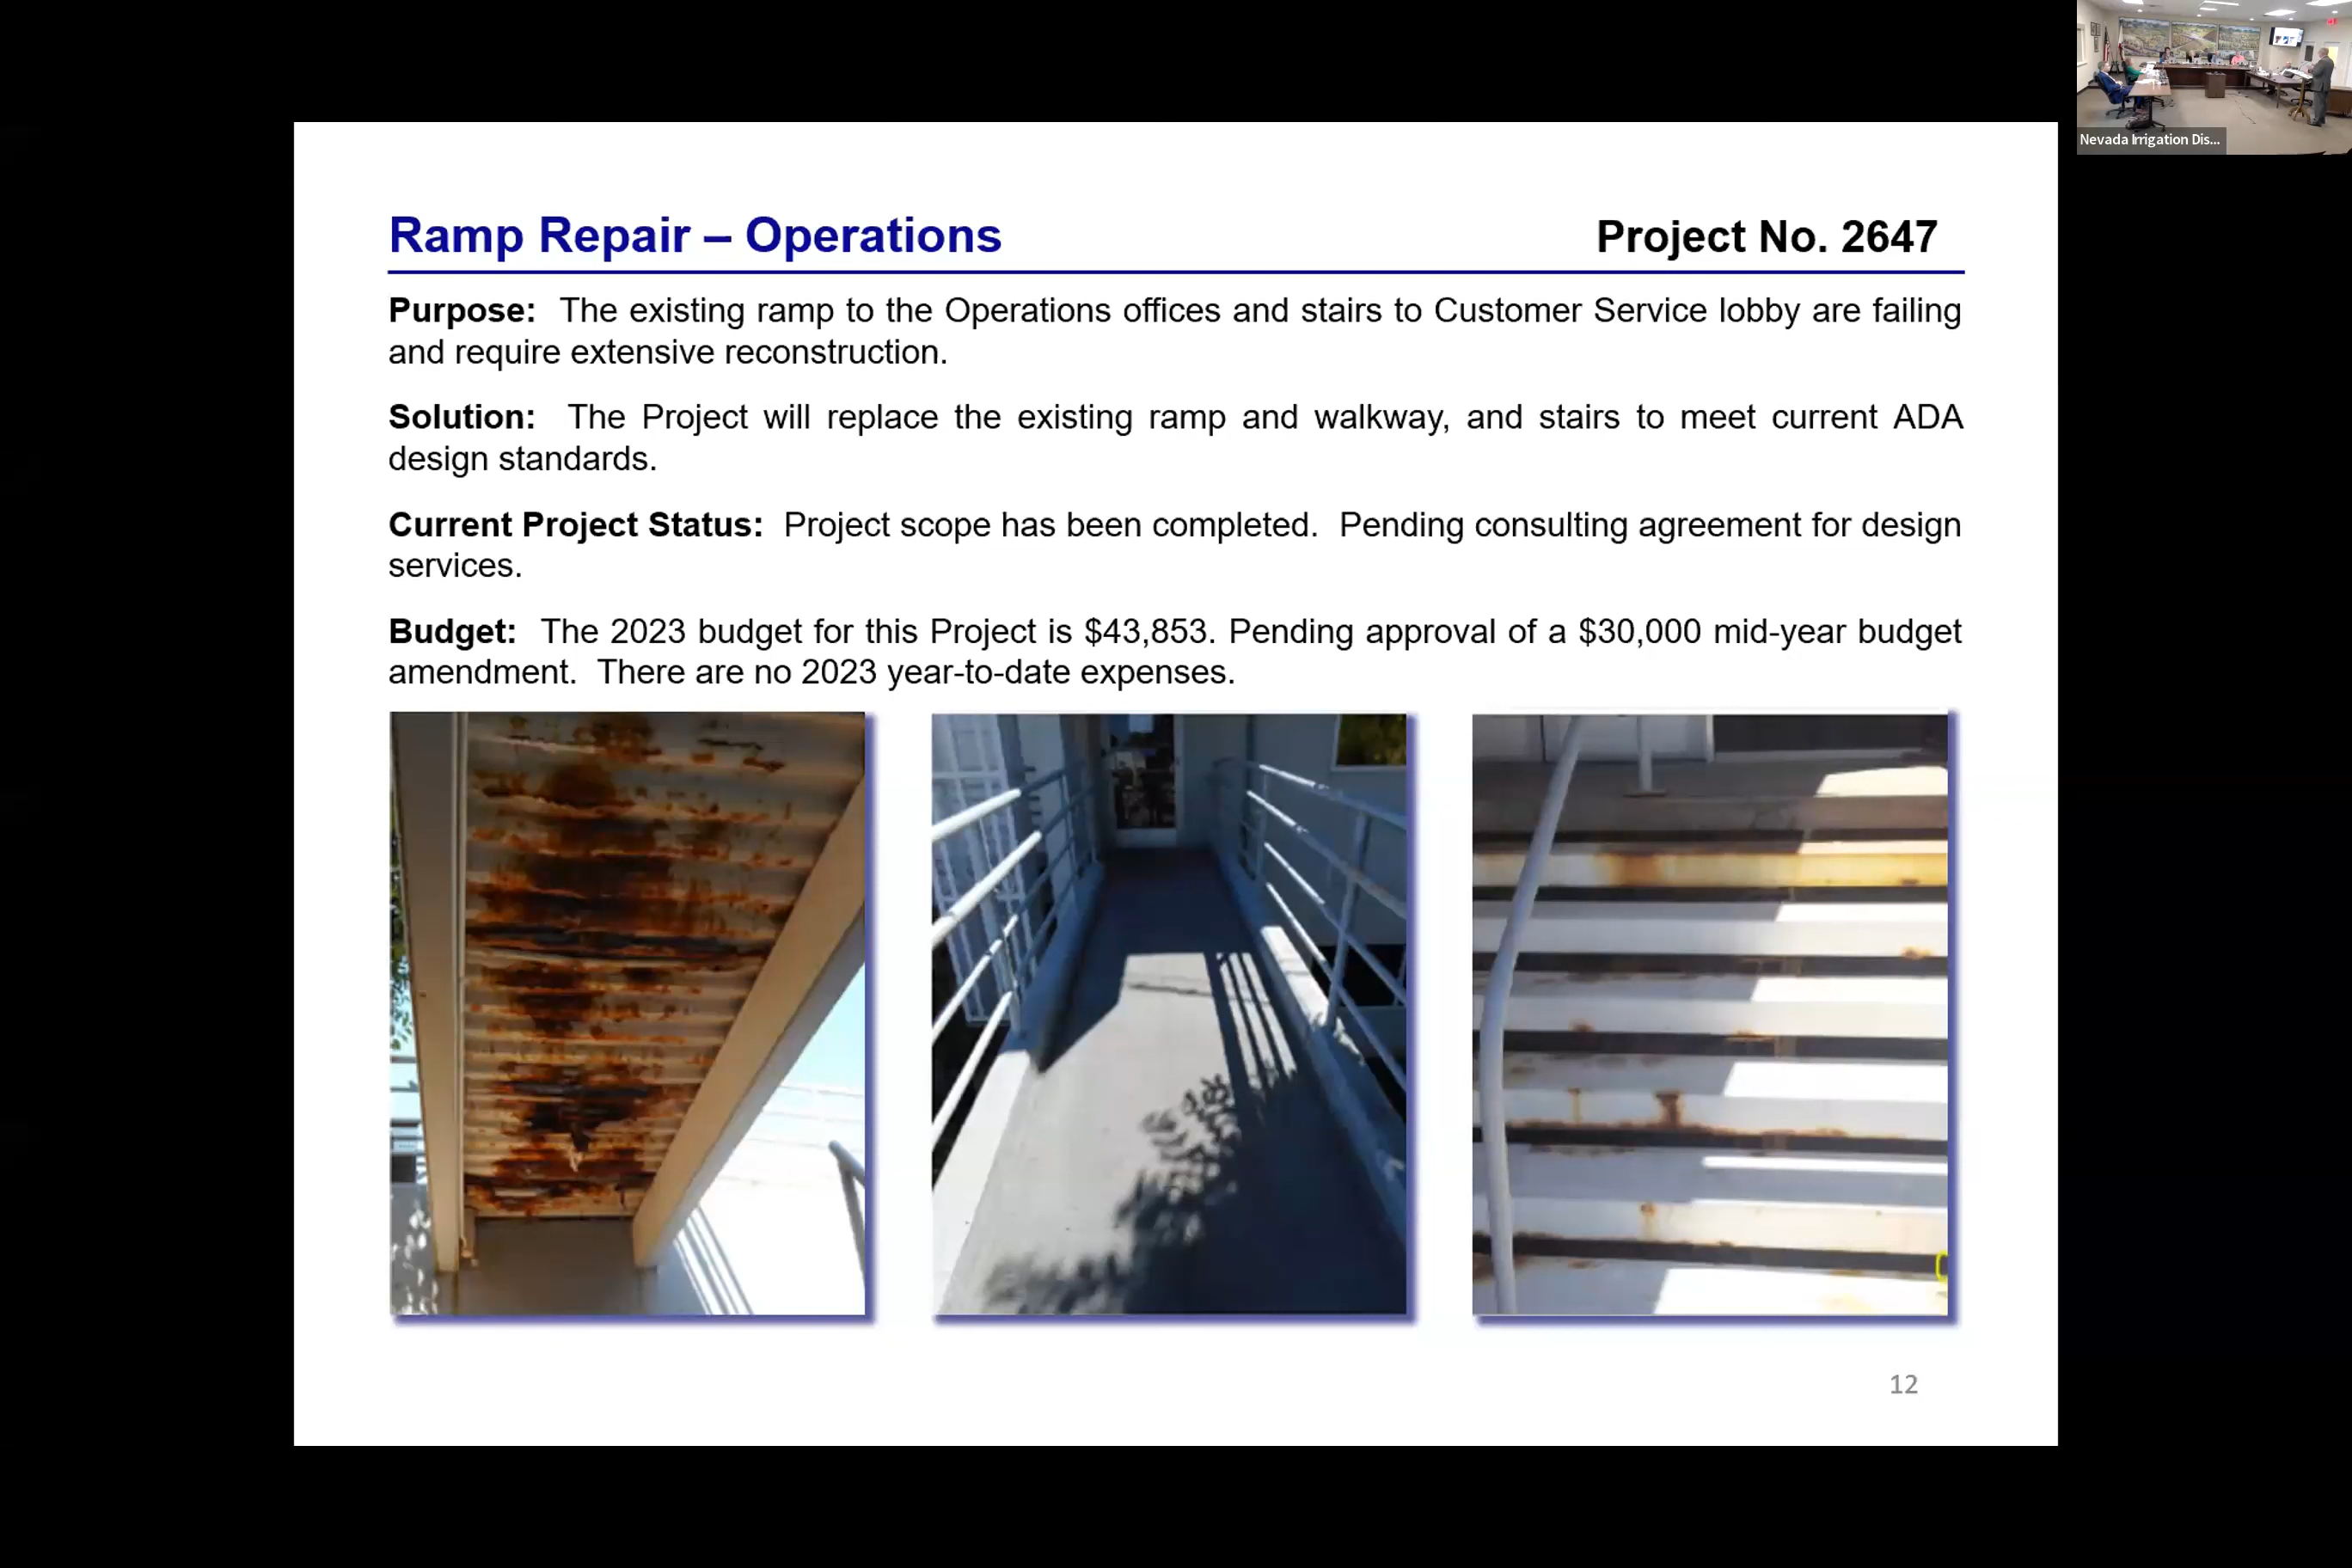 Nevada Irrigation Dis...
Ramp Repair – Operations
Project No. 2647
Purpose: The existing ramp to the Operations offices and stairs to Customer Service lobby are failing
and require extensive reconstruction.
Solution: The Project will replace the existing ramp and walkway, and stairs to meet current ADA
design standards.
Current Project Status: Project scope has been completed. Pending consulting agreement for design
services.
Budget: The 2023 budget for this Project is $43,853. Pending approval of a $30,000 mid-year budget
amendment. There are no 2023 year-to-date expenses.
12